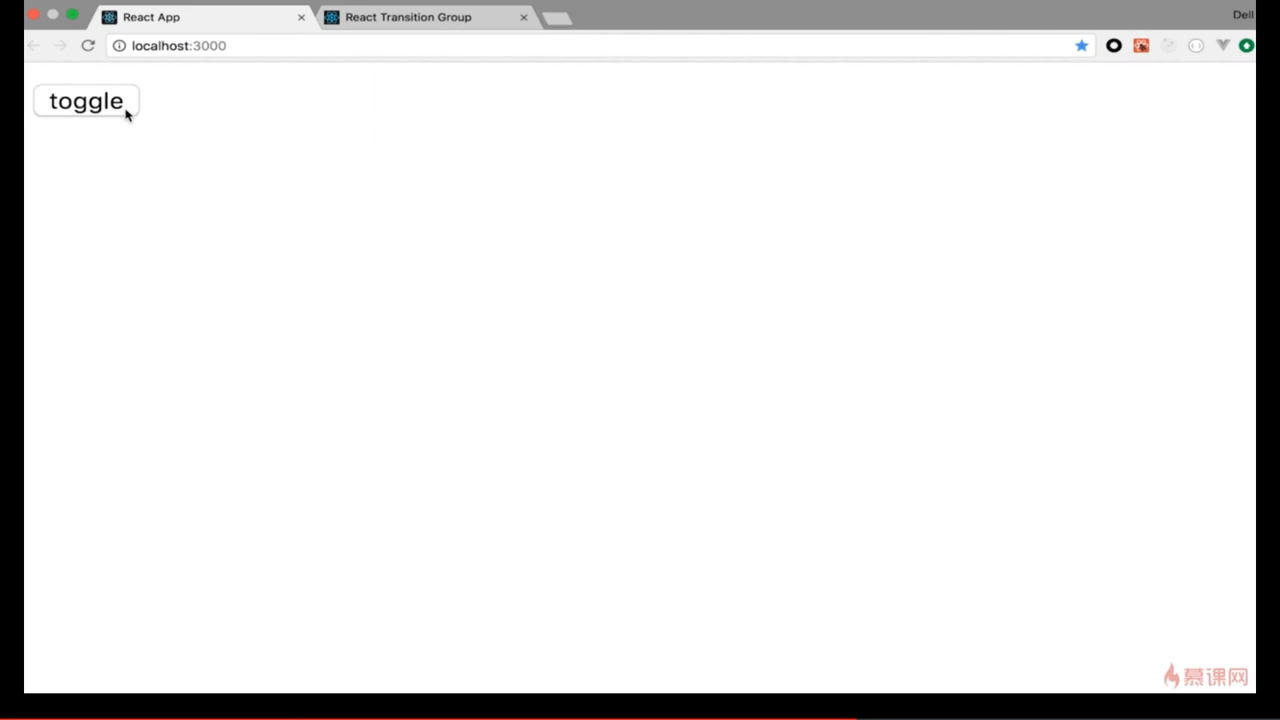 React App
React Transition Group
Dell
localhost:3000
toggle
慕课网